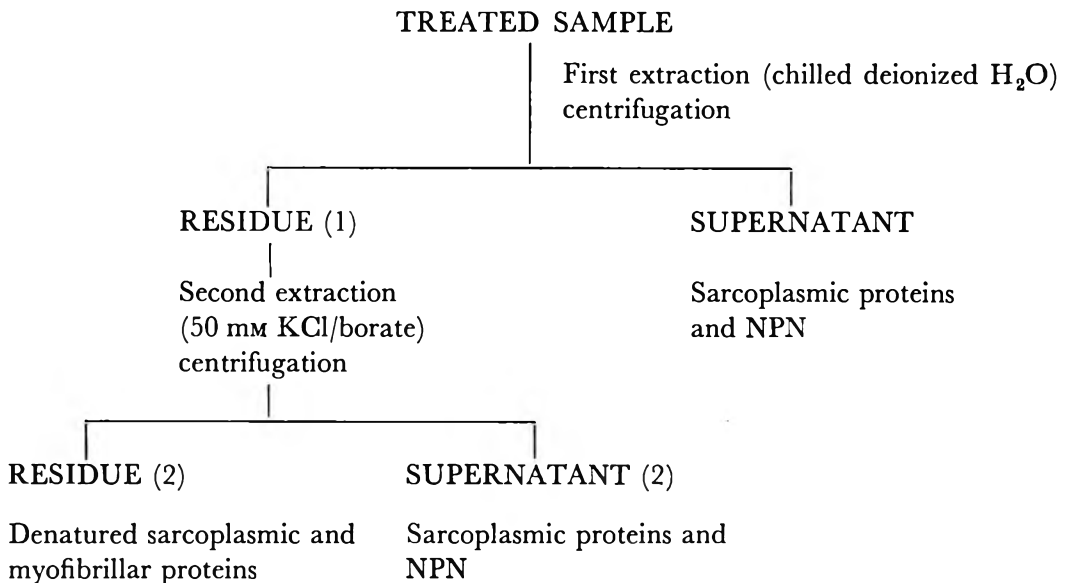 TREATED SAMPLE
First extraction (chilled deionized H₂O)
centrifugation
RESIDUE (1)
SUPERNATANT
Second extraction
(50 mᴍ KCl/borate)
centrifugation
Sarcoplasmic proteins
and NPN
RESIDUE (2)
SUPERNATANT (2)
Denatured sarcoplasmic and
myofibrillar proteins
Sarcoplasmic proteins and
NPN